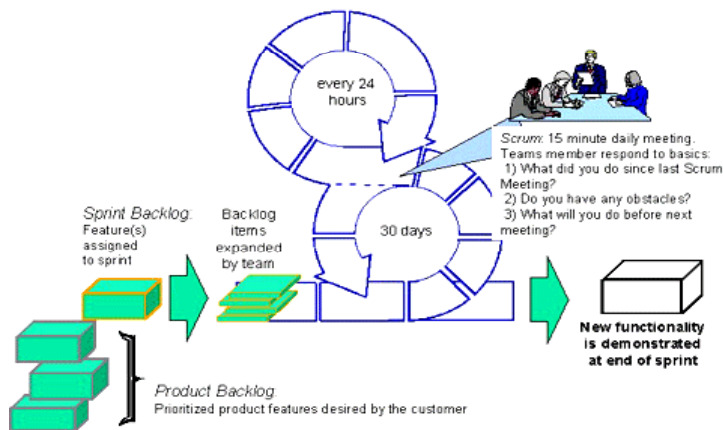 every 24
hours
Scrum: 15 minute daily meeting.
Teams member respond to basics:
1) What did you do since last Scrum
Meeting?
2) Do you have any obstacles?
3) What will you do before next
meeting?
Sprint Backlog:
Feature(s)
assigned
to sprint
Backlog
items
expanded
by team
30 days
New functionality
is demonstrated
at end of sprint
Product Backlog:
Prioritized product features desired by the customer